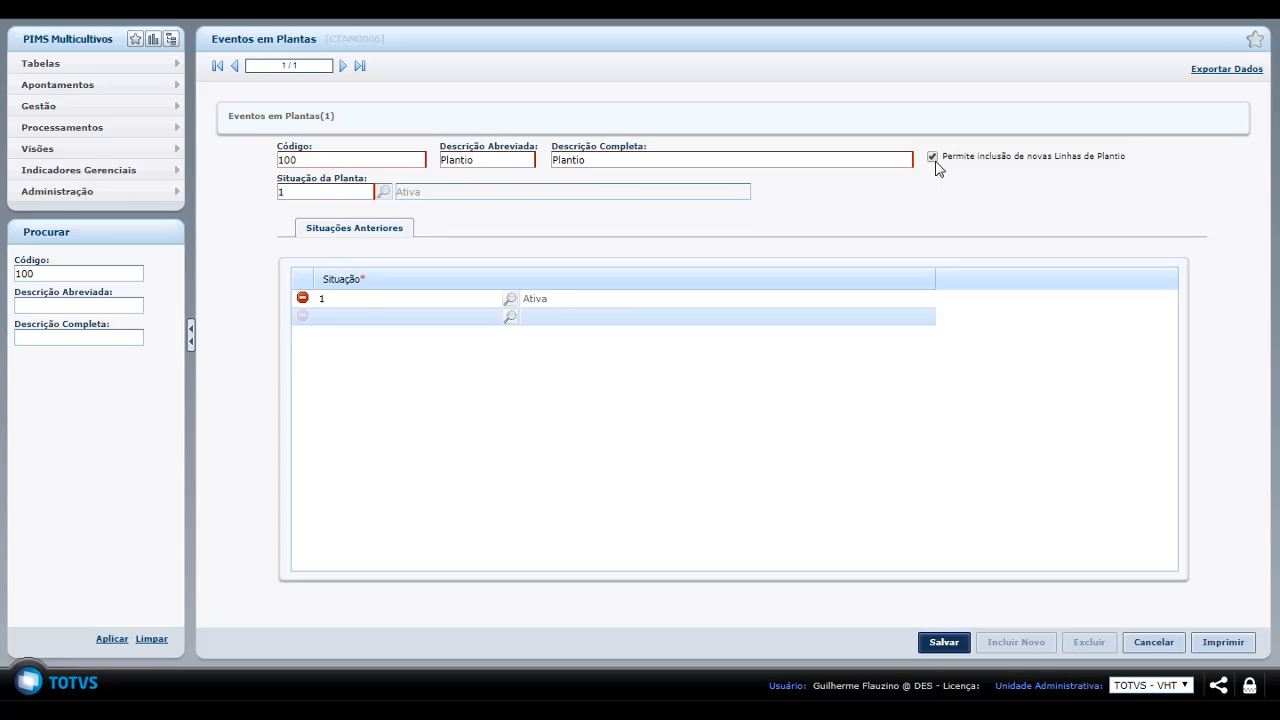 PIMS Multicultivos
Tabelas
Apontamentos
Gestão
Processamentos
Visões
Indicadores Gerenciais
Administração
Procurar
Código:
100
Descrição Abreviada:
Descrição Completa:
Aplicar Limpar
Eventos em Plantas [CTAM0006]
1 / 1
Exportar Dados
Eventos em Plantas(1)
Código: Descrição Abreviada: Descrição Completa:
100 Plantio Plantio Permite inclusão de novas Linhas de Plantio
Situação da Planta:
1 Ativa
Situações Anteriores
Situação*
1 Ativa
Salvar Incluir Novo Excluir Cancelar Imprimir
TOTVS
Usuário: Guilherme Flauzino @ DES - Licença: Unidade Administrativa: TOTVS - VHT